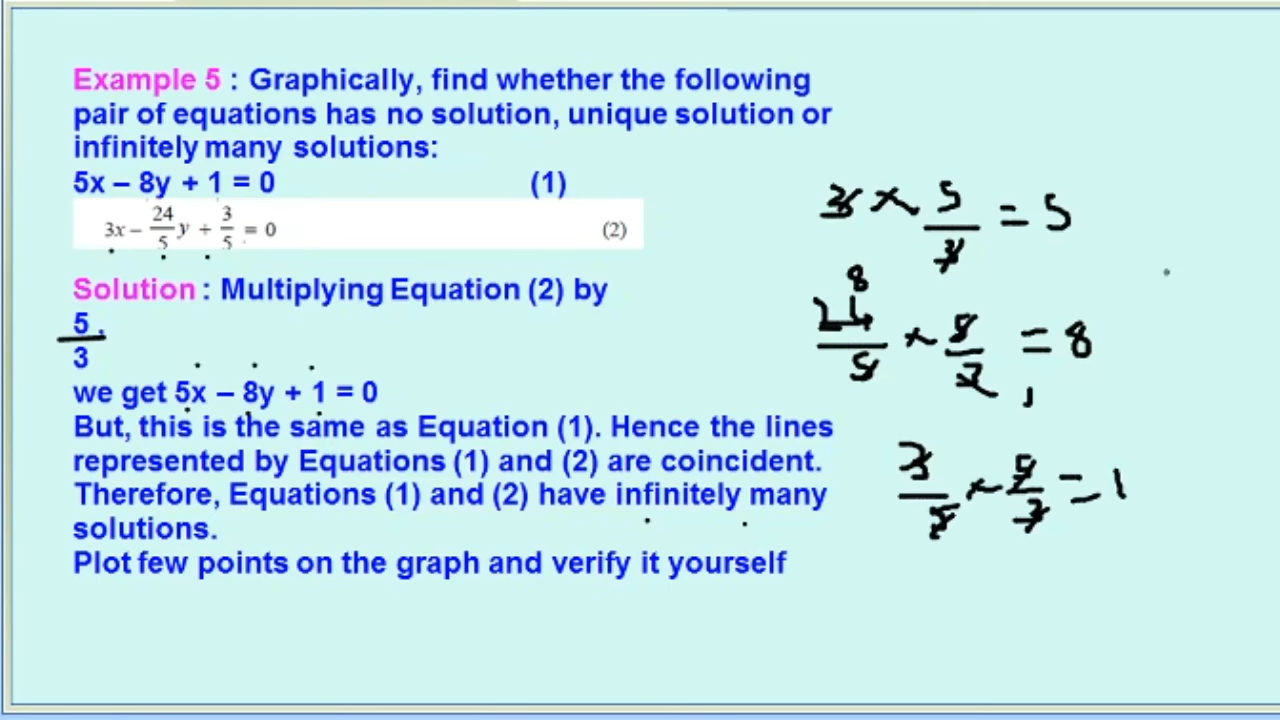 Example 5 : Graphically, find whether the following
pair of equations has no solution, unique solution or
infinitely many solutions:
5x – 8y + 1 = 0 (1)
3x – 24/5 y + 3/5 = 0 (2)
Solution : Multiplying Equation (2) by
5 ,
3
we get 5x – 8y + 1 = 0
But, this is the same as Equation (1). Hence the lines
represented by Equations (1) and (2) are coincident.
Therefore, Equations (1) and (2) have infinitely many
solutions.
Plot few points on the graph and verify it yourself
3 × 5/3 = 5
8
24/5 × 5/3 = 8
3/5 × 5/3 = 1